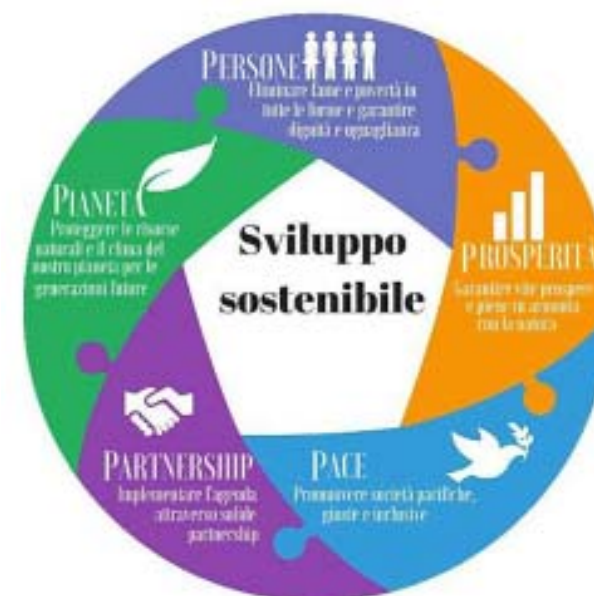 PERSONE
Eliminare fame e povertà in
tutte le forme e garantire
dignità e uguaglianza
PIANETA
Proteggere le risorse
naturali e il clima del
nostro pianeta per le
generazioni future
Sviluppo
sostenibile
PROSPERITÀ
Garantire vite prospere
e piene in armonia
con la natura
PARTNERSHIP
Implementare l'agenda
attraverso solide
partnership
PACE
Promuovere società pacifiche,
giuste e inclusive